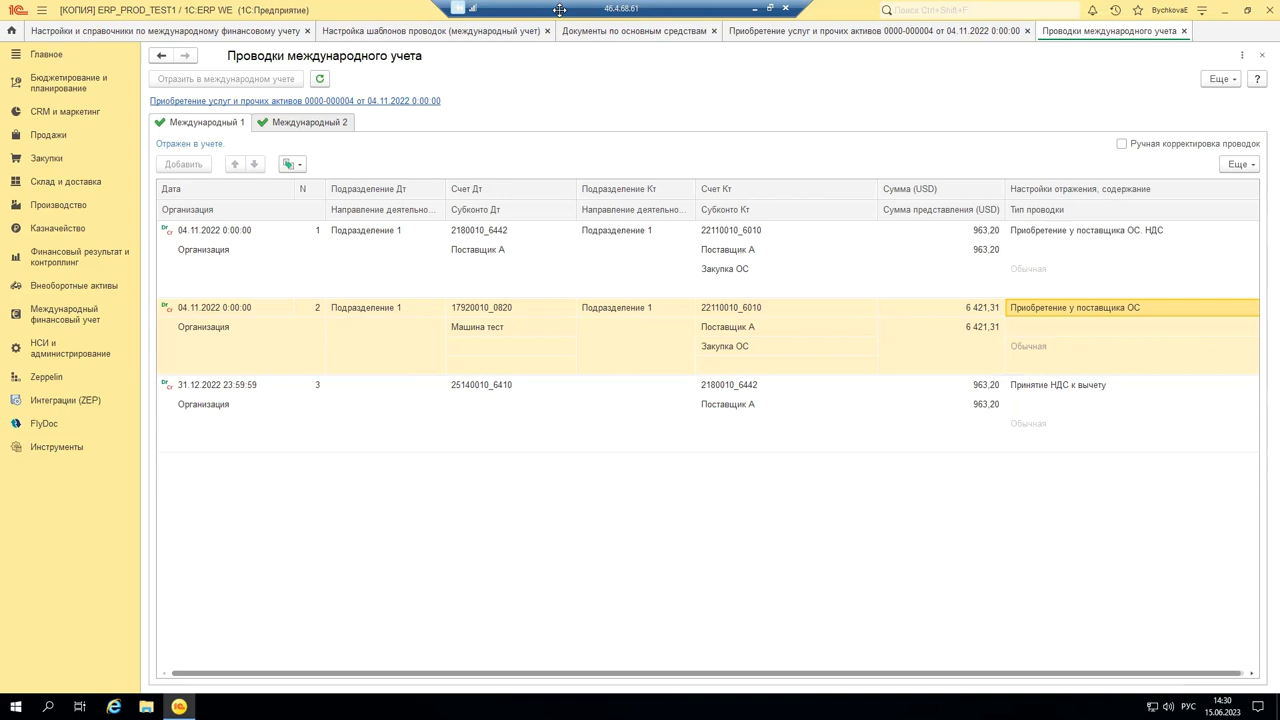 [КОПИЯ] ERP_PROD_TEST1 / 1C:ERP WE (1С:Предприятие)
46.4.68.61
Поиск Ctrl+Shift+F
BychkovaE
Настройки и справочники по международному финансовому учету ×
Настройка шаблонов проводок (международный учет) ×
Документы по основным средствам ×
Приобретение услуг и прочих активов 0000-000004 от 04.11.2022 0:00:00 ×
Проводки международного учета ×
Главное
Бюджетирование и
планирование
CRM и маркетинг
Продажи
Закупки
Склад и доставка
Производство
Казначейство
Финансовый результат и
контроллинг
Внеоборотные активы
Международный
финансовый учет
НСИ и
администрирование
Zeppelin
Интеграции (ZEP)
FlyDoc
Инструменты
Проводки международного учета
Отразить в международном учете
Еще
?
Приобретение услуг и прочих активов 0000-000004 от 04.11.2022 0:00:00
Международный 1
Международный 2
Отражен в учете.
Ручная корректировка проводок
Добавить
Еще
Дата N Подразделение Дт Счет Дт Подразделение Кт Счет Кт Сумма (USD) Настройки отражения, содержание
Организация Направление деятельно... Субконто Дт Направление деятельно... Субконто Кт Сумма представления (USD) Тип проводки
04.11.2022 0:00:00 1 Подразделение 1 2180010_6442 Подразделение 1 22110010_6010 963,20 Приобретение у поставщика ОС. НДС
Организация Поставщик А Поставщик А 963,20
Закупка ОС Обычная
04.11.2022 0:00:00 2 Подразделение 1 17920010_0820 Подразделение 1 22110010_6010 6 421,31 Приобретение у поставщика ОС
Организация Машина тест Поставщик А 6 421,31
Закупка ОС Обычная
31.12.2022 23:59:59 3 25140010_6410 2180010_6442 963,20 Принятие НДС к вычету
Организация Поставщик А 963,20
Обычная
РУС
14:30
15.06.2023